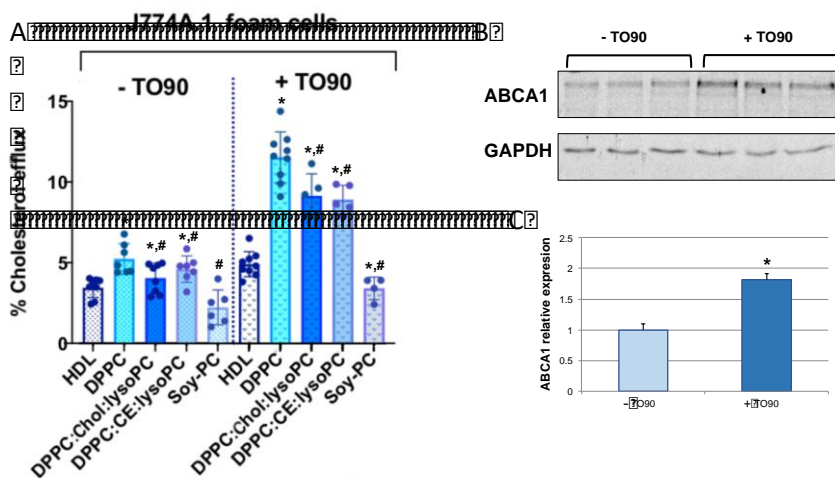 A
J774A.1 foam cells
- TO90
+ TO90
% Cholesterol efflux
15
10
5
0
*
*,#
*,#
*
*,#
*,#
#
*,#
HDL
DPPC
DPPC:Chol:lysoPC
DPPC:CE:lysoPC
Soy-PC
HDL
DPPC
DPPC:Chol:lysoPC
DPPC:CE:lysoPC
Soy-PC
B
- TO90
+ TO90
ABCA1
GAPDH
C
ABCA1 relative expresion
2.5
2
1.5
1
0.5
0
*
- TO90
+ TO90